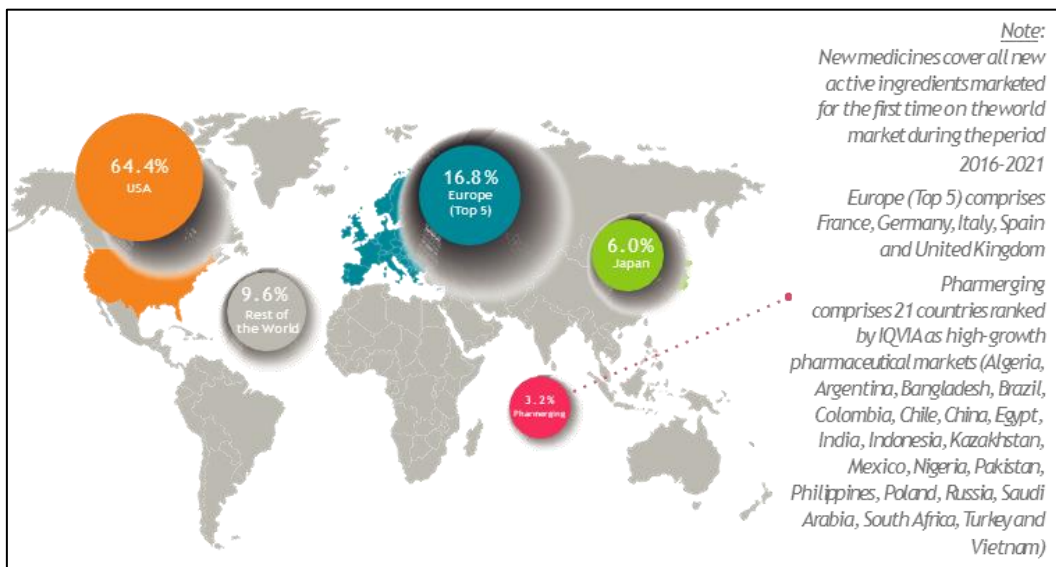 64.4%
USA
16.8%
Europe
(Top 5)
6.0%
Japan
9.6%
Rest of
the World
3.2%
Pharmerging
Note:
New medicines cover all new
active ingredients marketed
for the first time on the world
market during the period
2016-2021
Europe (Top 5) comprises
France, Germany, Italy, Spain
and United Kingdom
Pharmerging
comprises 21 countries ranked
by IQVIA as high-growth
pharmaceutical markets (Algeria,
Argentina, Bangladesh, Brazil,
Colombia, Chile, China, Egypt,
India, Indonesia, Kazakhstan,
Mexico, Nigeria, Pakistan,
Philippines, Poland, Russia, Saudi
Arabia, South Africa, Turkey and
Vietnam)